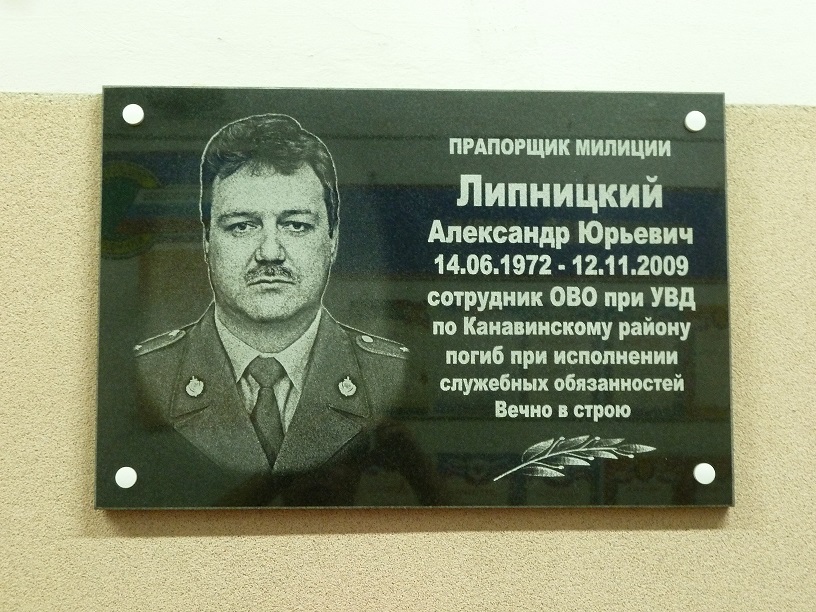 ПРАПОРЩИК МИЛИЦИИ
Липницкий
Александр Юрьевич
14.06.1972 - 12.11.2009
сотрудник ОВО при УВД
по Канавинскому району
погиб при исполнении
служебных обязанностей
Вечно в строю